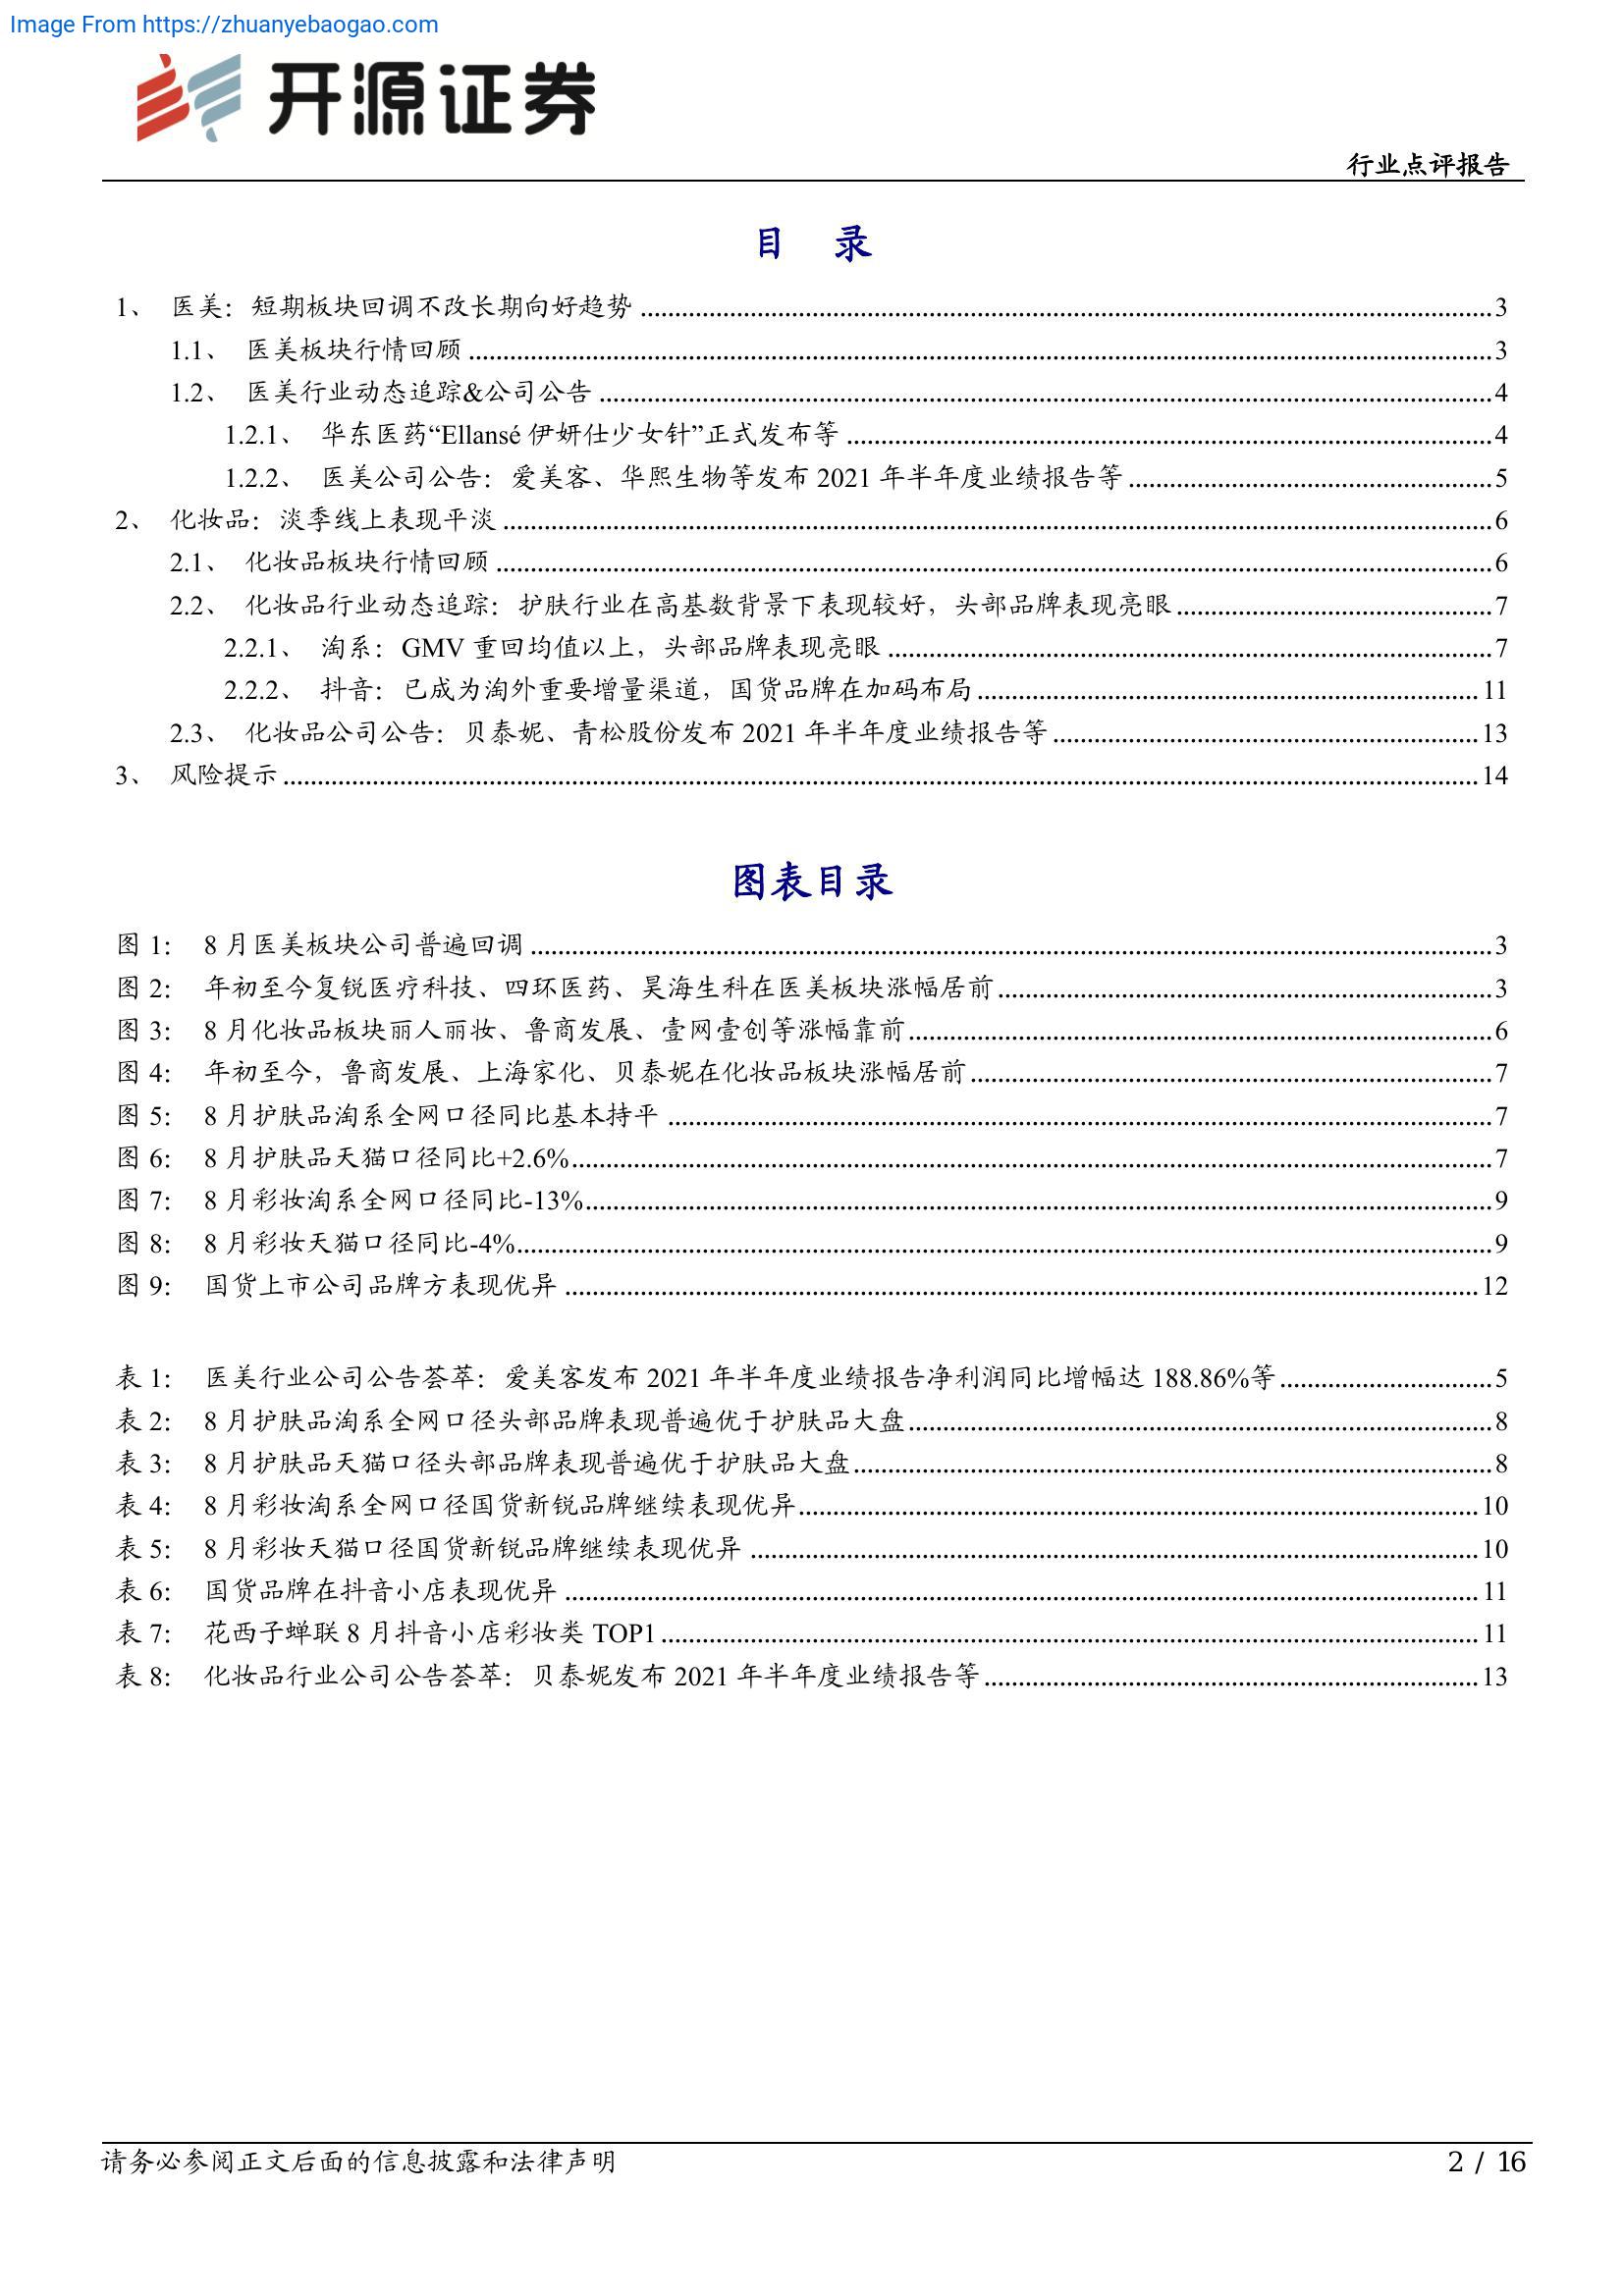 Image From https://zhuanyebaogao.com
开源证券
行业点评报告
目 录
1、 医美：短期板块回调不改长期向好趋势 3
1.1、 医美板块行情回顾 3
1.2、 医美行业动态追踪&公司公告 4
1.2.1、 华东医药“Ellansé 伊妍仕少女针”正式发布等 4
1.2.2、 医美公司公告：爱美客、华熙生物等发布 2021 年半年度业绩报告等 5
2、 化妆品：淡季线上表现平淡 6
2.1、 化妆品板块行情回顾 6
2.2、 化妆品行业动态追踪：护肤行业在高基数背景下表现较好，头部品牌表现亮眼 7
2.2.1、 淘系：GMV 重回均值以上，头部品牌表现亮眼 7
2.2.2、 抖音：已成为淘外重要增量渠道，国货品牌在加码布局 11
2.3、 化妆品公司公告：贝泰妮、青松股份发布 2021 年半年度业绩报告等 13
3、 风险提示 14
图表目录
图 1： 8 月医美板块公司普遍回调 3
图 2： 年初至今复锐医疗科技、四环医药、昊海生科在医美板块涨幅居前 3
图 3： 8 月化妆品板块丽人丽妆、鲁商发展、壹网壹创等涨幅靠前 6
图 4： 年初至今，鲁商发展、上海家化、贝泰妮在化妆品板块涨幅居前 7
图 5： 8 月护肤品淘系全网口径同比基本持平 7
图 6： 8 月护肤品天猫口径同比+2.6% 7
图 7： 8 月彩妆淘系全网口径同比-13% 9
图 8： 8 月彩妆天猫口径同比-4% 9
图 9： 国货上市公司品牌方表现优异 12
表 1： 医美行业公司公告荟萃：爱美客发布 2021 年半年度业绩报告净利润同比增幅达 188.86%等 5
表 2： 8 月护肤品淘系全网口径头部品牌表现普遍优于护肤品大盘 8
表 3： 8 月护肤品天猫口径头部品牌表现普遍优于护肤品大盘 8
表 4： 8 月彩妆淘系全网口径国货新锐品牌继续表现优异 10
表 5： 8 月彩妆天猫口径国货新锐品牌继续表现优异 10
表 6： 国货品牌在抖音小店表现优异 11
表 7： 花西子蝉联 8 月抖音小店彩妆类 TOP1 11
表 8： 化妆品行业公司公告荟萃：贝泰妮发布 2021 年半年度业绩报告等 13
请务必参阅正文后面的信息披露和法律声明
2 / 16